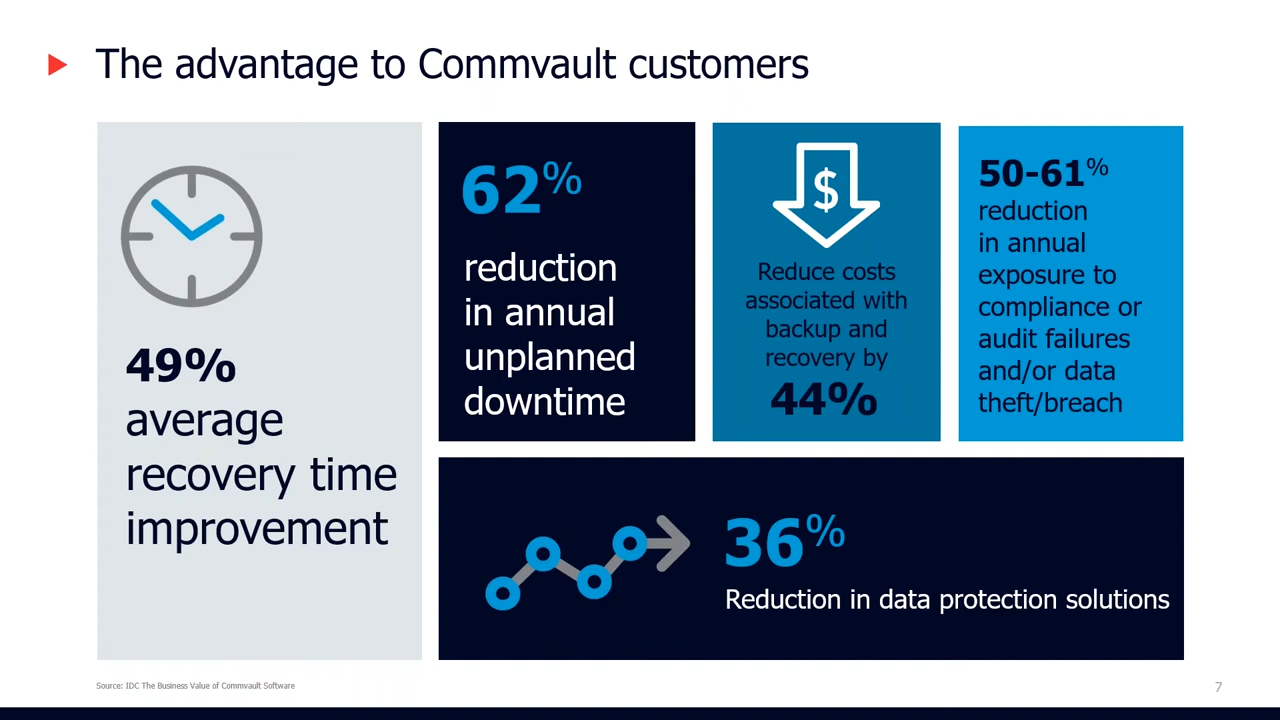 The advantage to Commvault customers
49%
average
recovery time
improvement
62%
reduction
in annual
unplanned
downtime
$
Reduce costs
associated with
backup and
recovery by
44%
50-61%
reduction
in annual
exposure to
compliance or
audit failures
and/or data
theft/breach
36%
Reduction in data protection solutions
Source: IDC The Business Value of Commvault Software
7